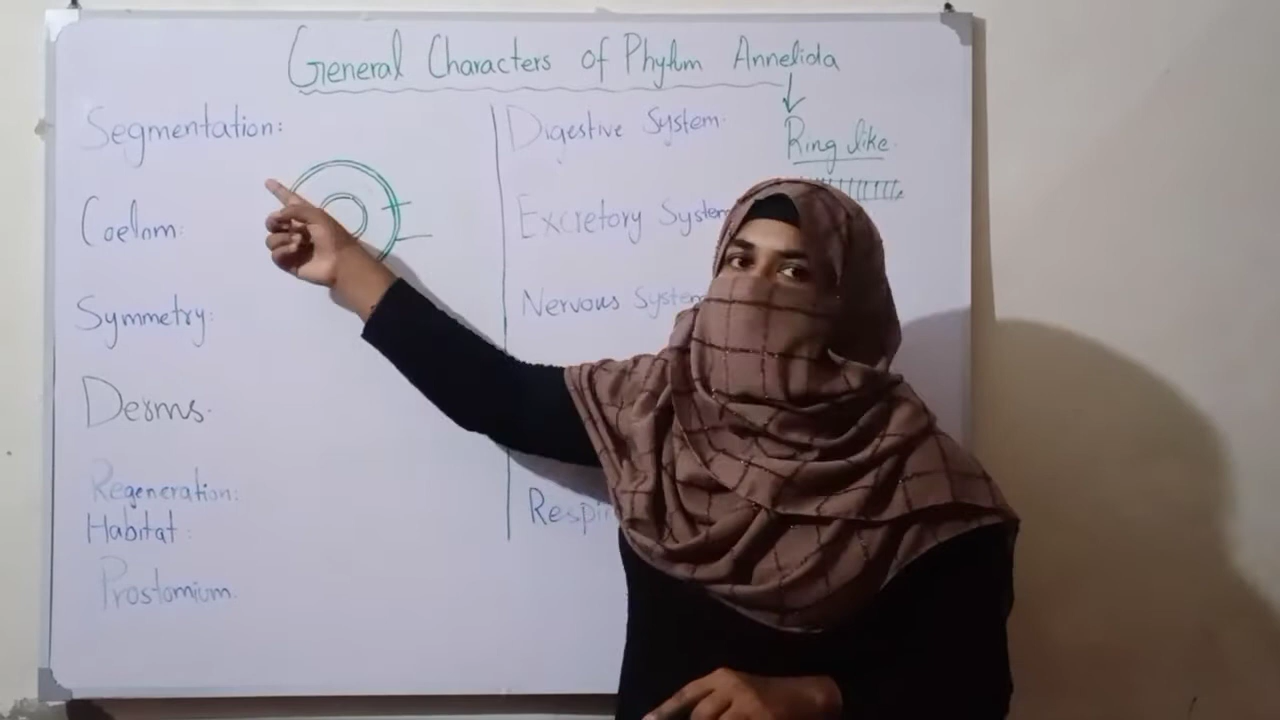 General Characters of Phylum Annelida
Segmentation:
Coelom:
Symmetry:
Derms.
Regeneration:
Habitat:
Prostomium.
Digestive System.
Ring like.
Excretory System
Nervous System